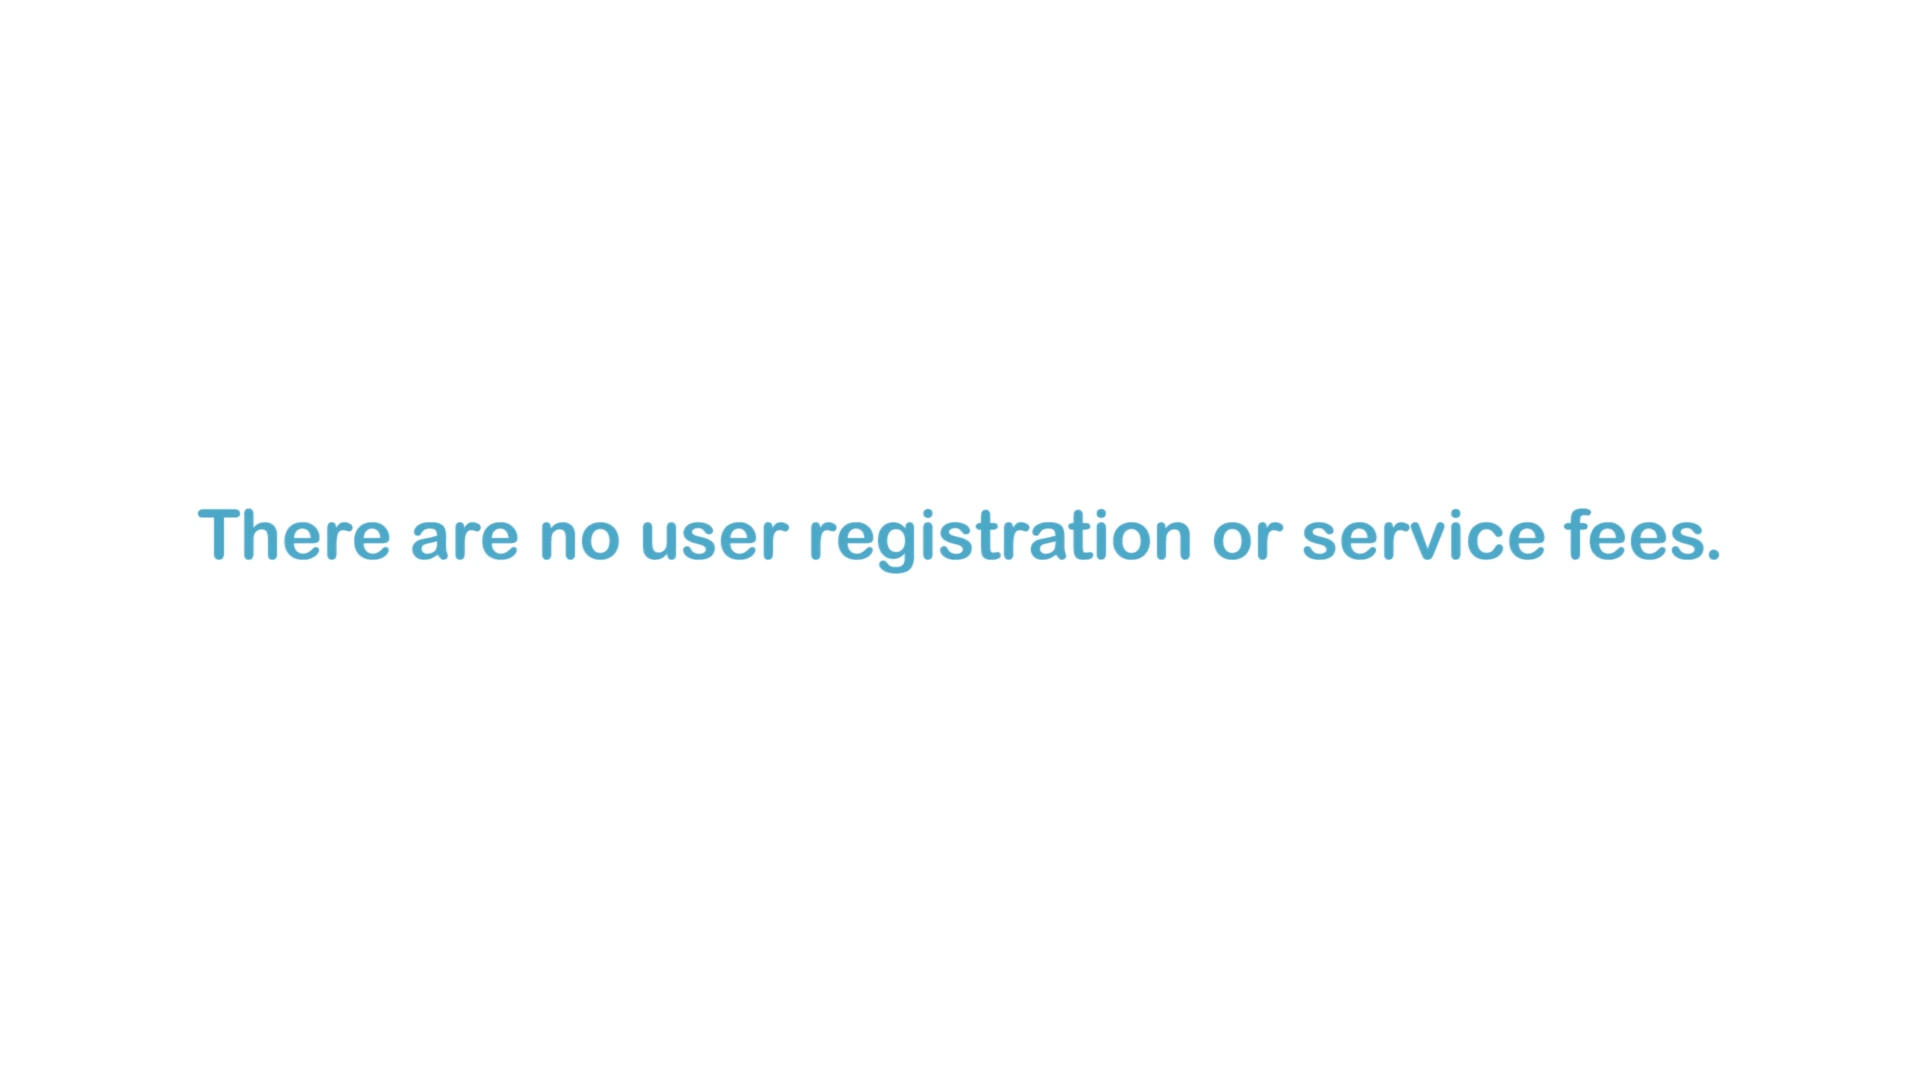 There are no user registration or service fees.